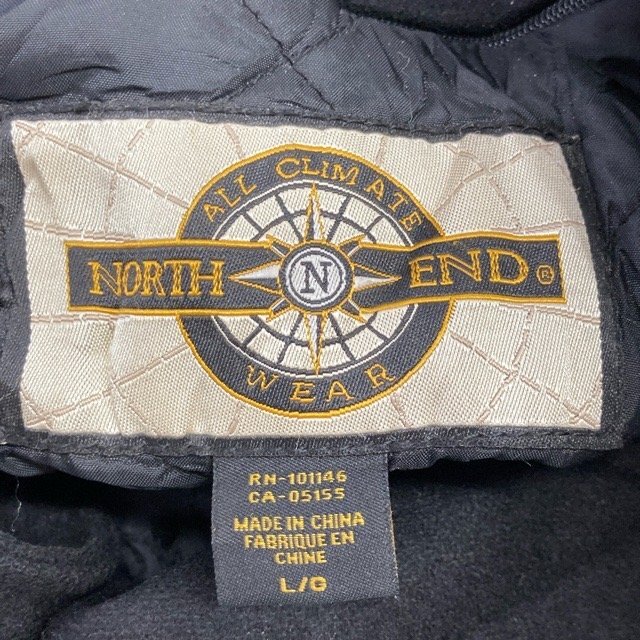 ALL CLIMATE
NORTH N END ®
WEAR
RN-101146
CA-05155
MADE IN CHINA
FABRIQUE EN
CHINE
L/G